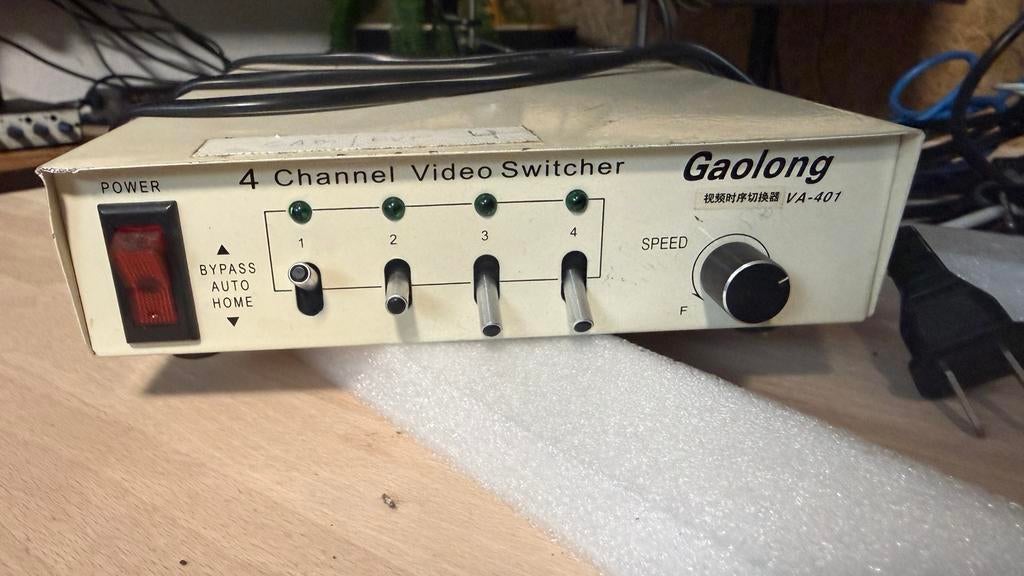 POWER
4 Channel Video Switcher
Gaolong
视频时序切换器 VA-401
▲
BYPASS
AUTO
HOME
▼
1 2 3 4
SPEED
F